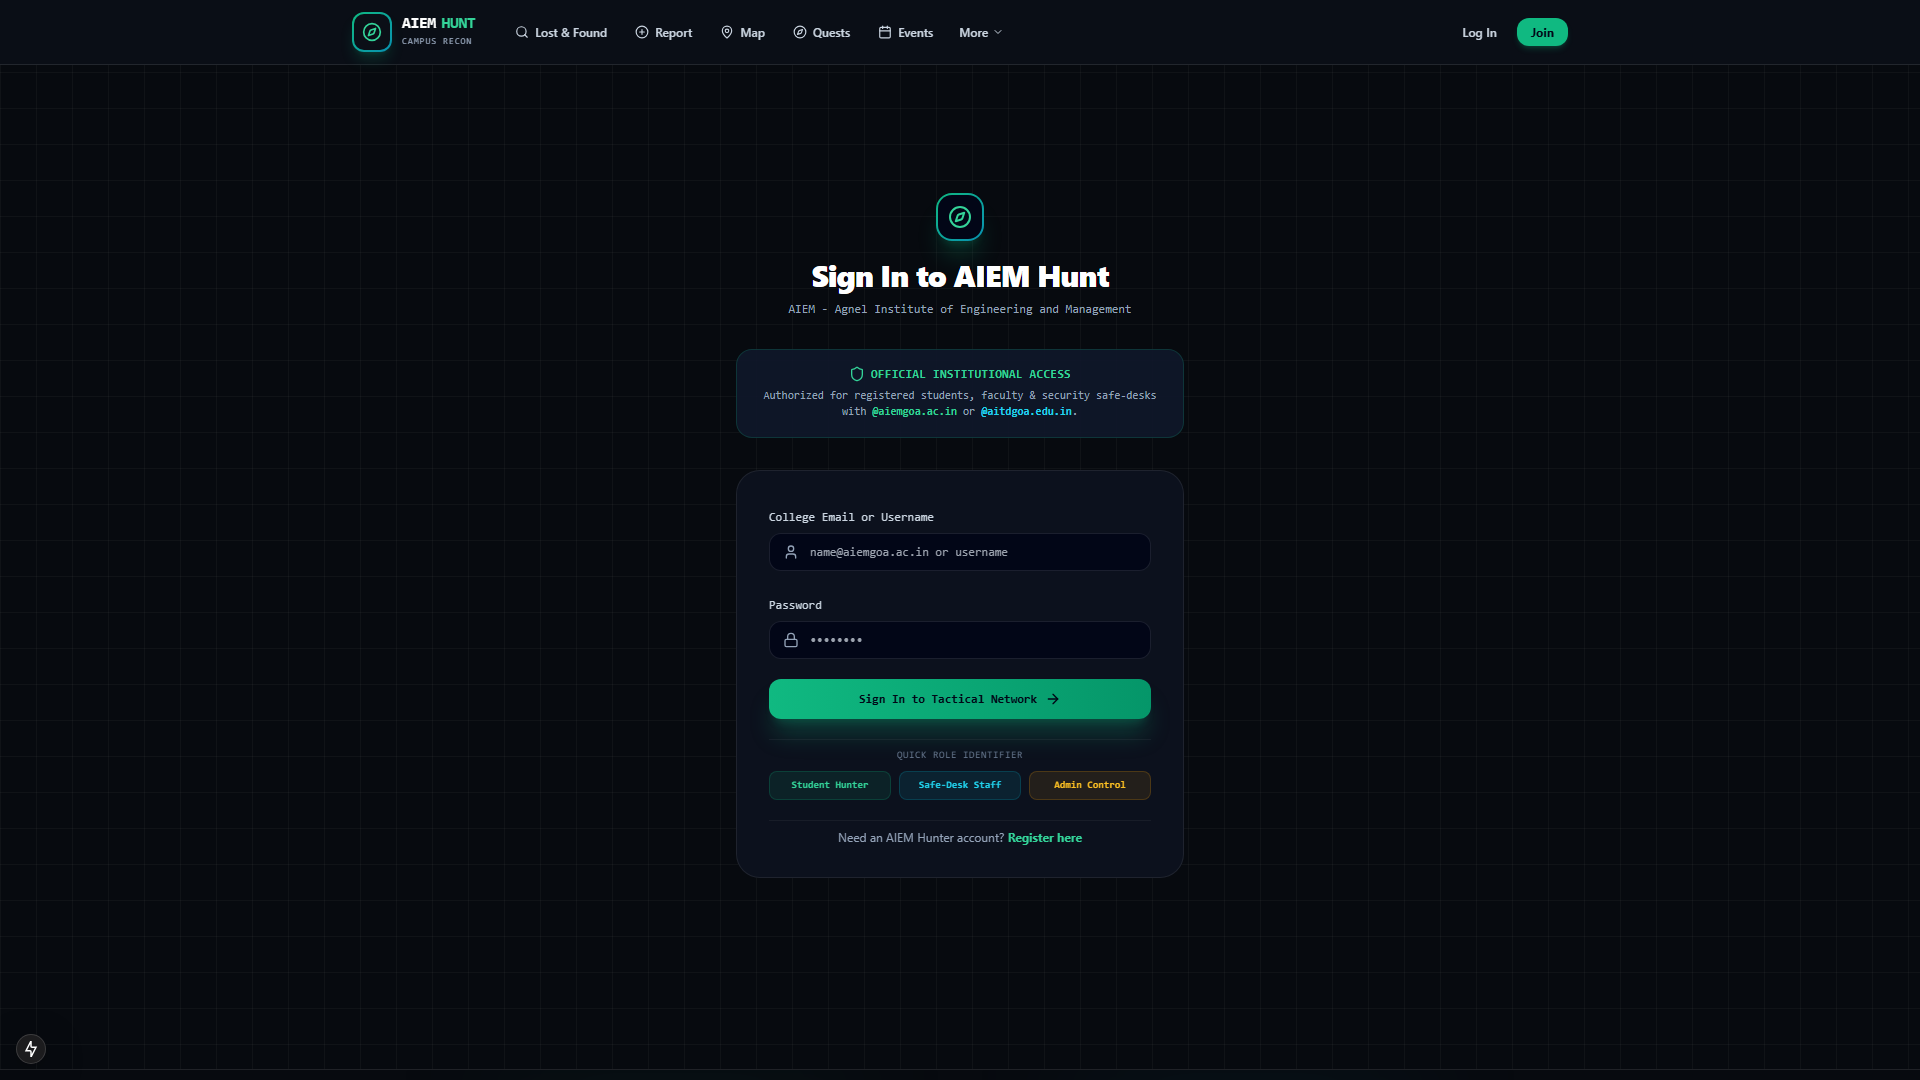 AIEM HUNT
CAMPUS RECON
Lost & Found
Report
Map
Quests
Events
More
Log In
Join
Sign In to AIEM Hunt
AIEM - Agnel Institute of Engineering and Management
OFFICIAL INSTITUTIONAL ACCESS
Authorized for registered students, faculty & security safe-desks
with @aiemgoa.ac.in or @aitdgoa.edu.in.
College Email or Username
name@aiemgoa.ac.in or username
Password
••••••••
Sign In to Tactical Network →
QUICK ROLE IDENTIFIER
Student Hunter
Safe-Desk Staff
Admin Control
Need an AIEM Hunter account? Register here